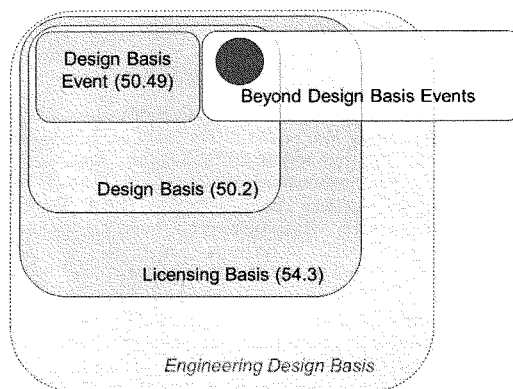 Design Basis
Event (50.49)
Beyond Design Basis Events
Design Basis (50.2)
Licensing Basis (54.3)
Engineering Design Basis